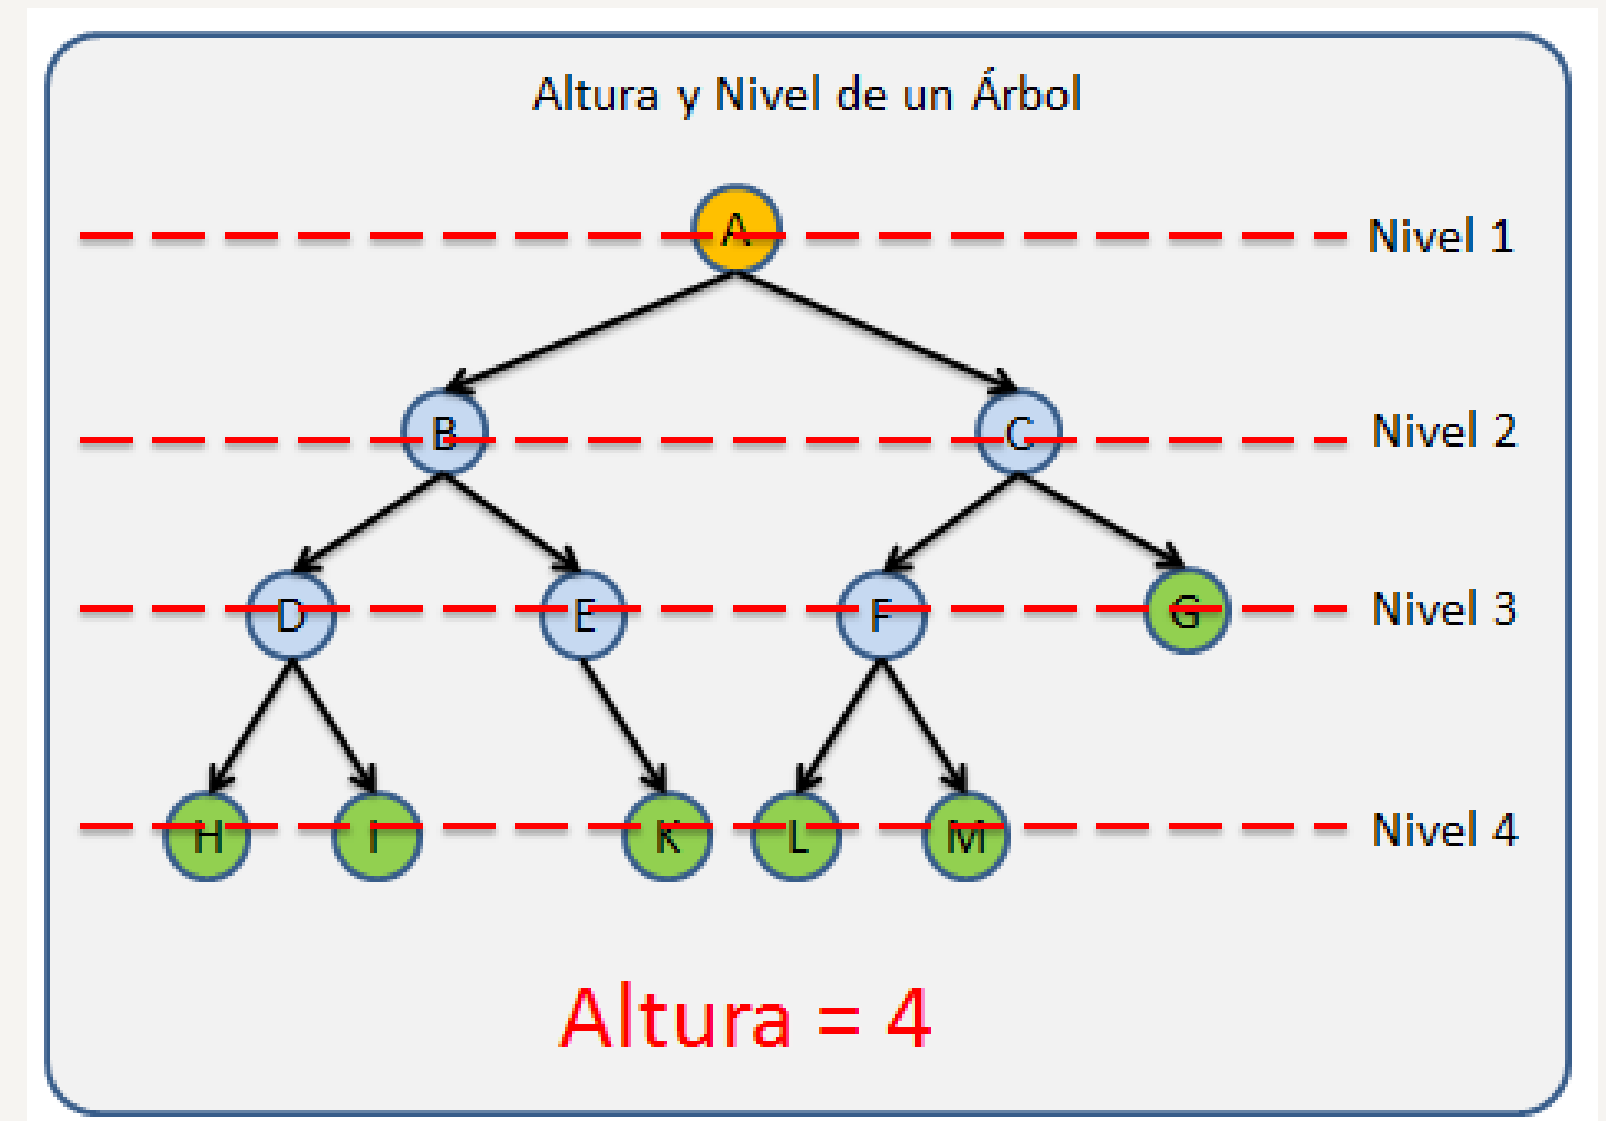 Altura y Nivel de un Árbol
A
Nivel 1
B C
Nivel 2
D E F G
Nivel 3
H I K L M
Nivel 4
Altura = 4